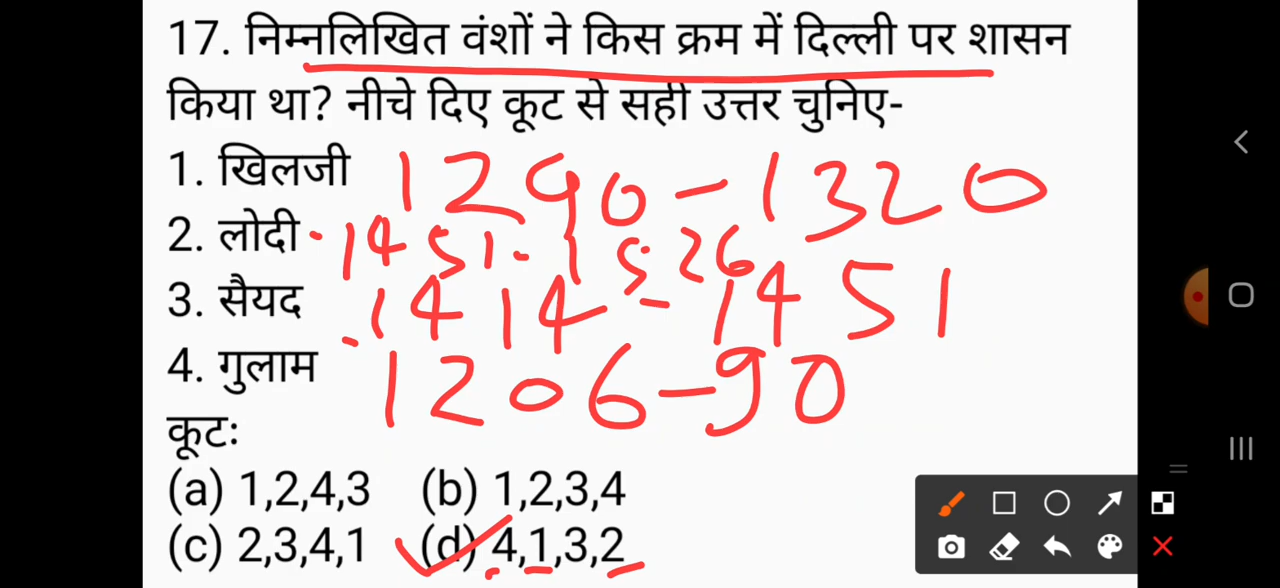 17. निम्नलिखित वंशों ने किस क्रम में दिल्ली पर शासन
किया था? नीचे दिए कूट से सही उत्तर चुनिए-
1. खिलजी 1290-1320
2. लोदी 1451-1526
3. सैयद 1414-1451
4. गुलाम 1206-90
कूटः
(a) 1,2,4,3 (b) 1,2,3,4
(c) 2,3,4,1 (d) 4,1,3,2